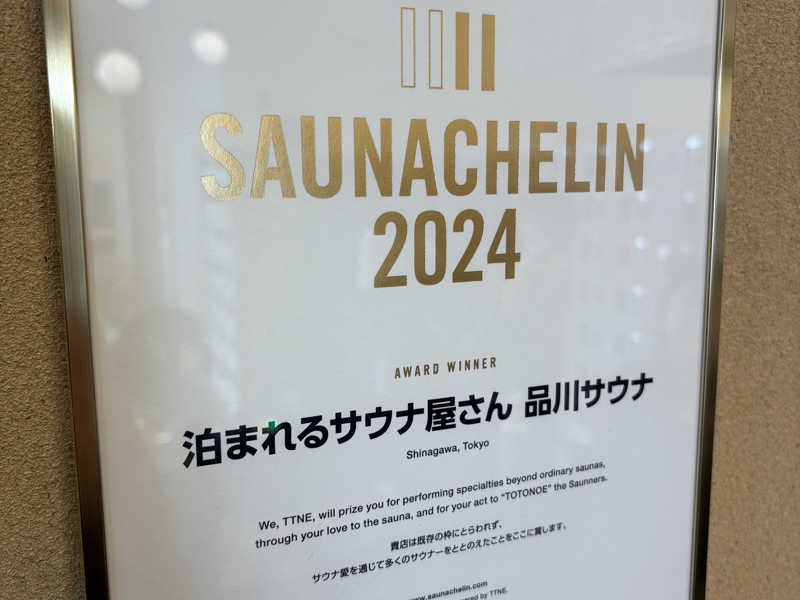 SAUNACHELIN
2024
AWARD WINNER
泊まれるサウナ屋さん 品川サウナ
Shinagawa, Tokyo
We, TTNE, will prize you for performing specialties beyond ordinary saunas,
through your love to the sauna, and for your act to "TOTONOE" the Saunners.
貴店は既存の枠にとらわれず、
サウナ愛を通じて多くのサウナーをととのえたことをここに賞します。
www.saunachelin.com
by TTNE.